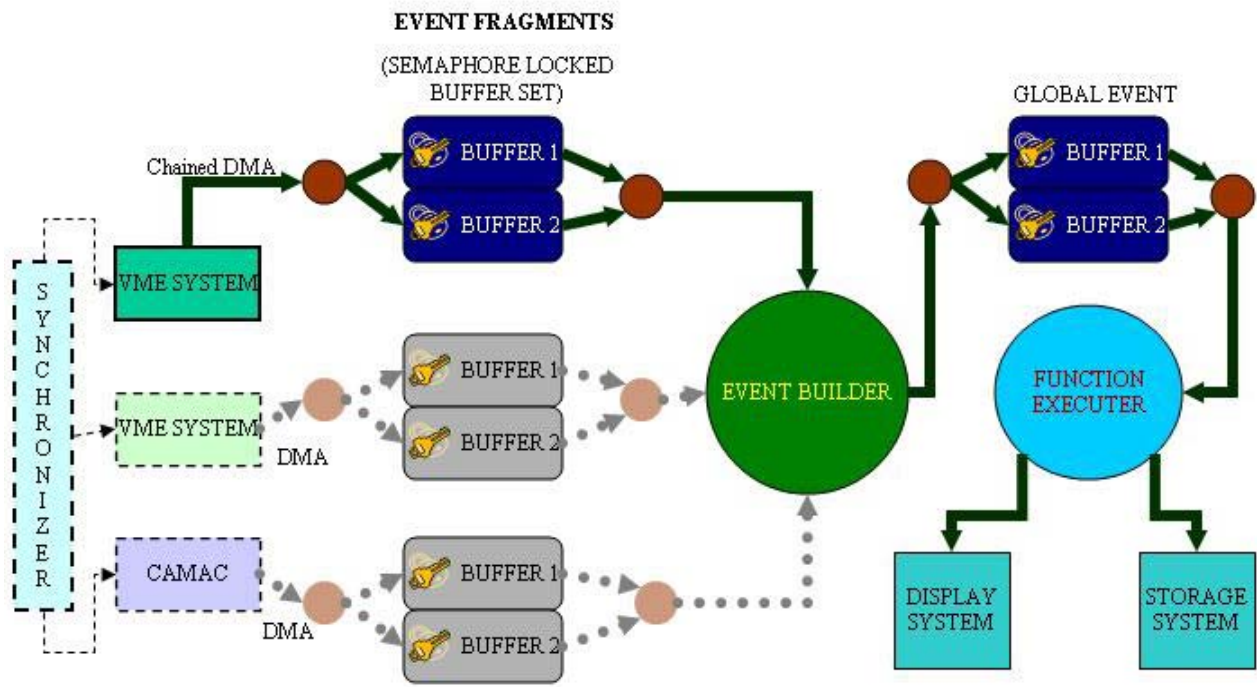 EVENT FRAGMENTS
(SEMAPHORE LOCKED
BUFFER SET)
GLOBAL EVENT
BUFFER 1
BUFFER 2
BUFFER 1
BUFFER 2
Chained DMA
SYNCHRONIZER
VME SYSTEM
VME SYSTEM
DMA
BUFFER 1
BUFFER 2
EVENT BUILDER
FUNCTION
EXECUTER
CAMAC
DMA
BUFFER 1
BUFFER 2
DISPLAY
SYSTEM
STORAGE
SYSTEM